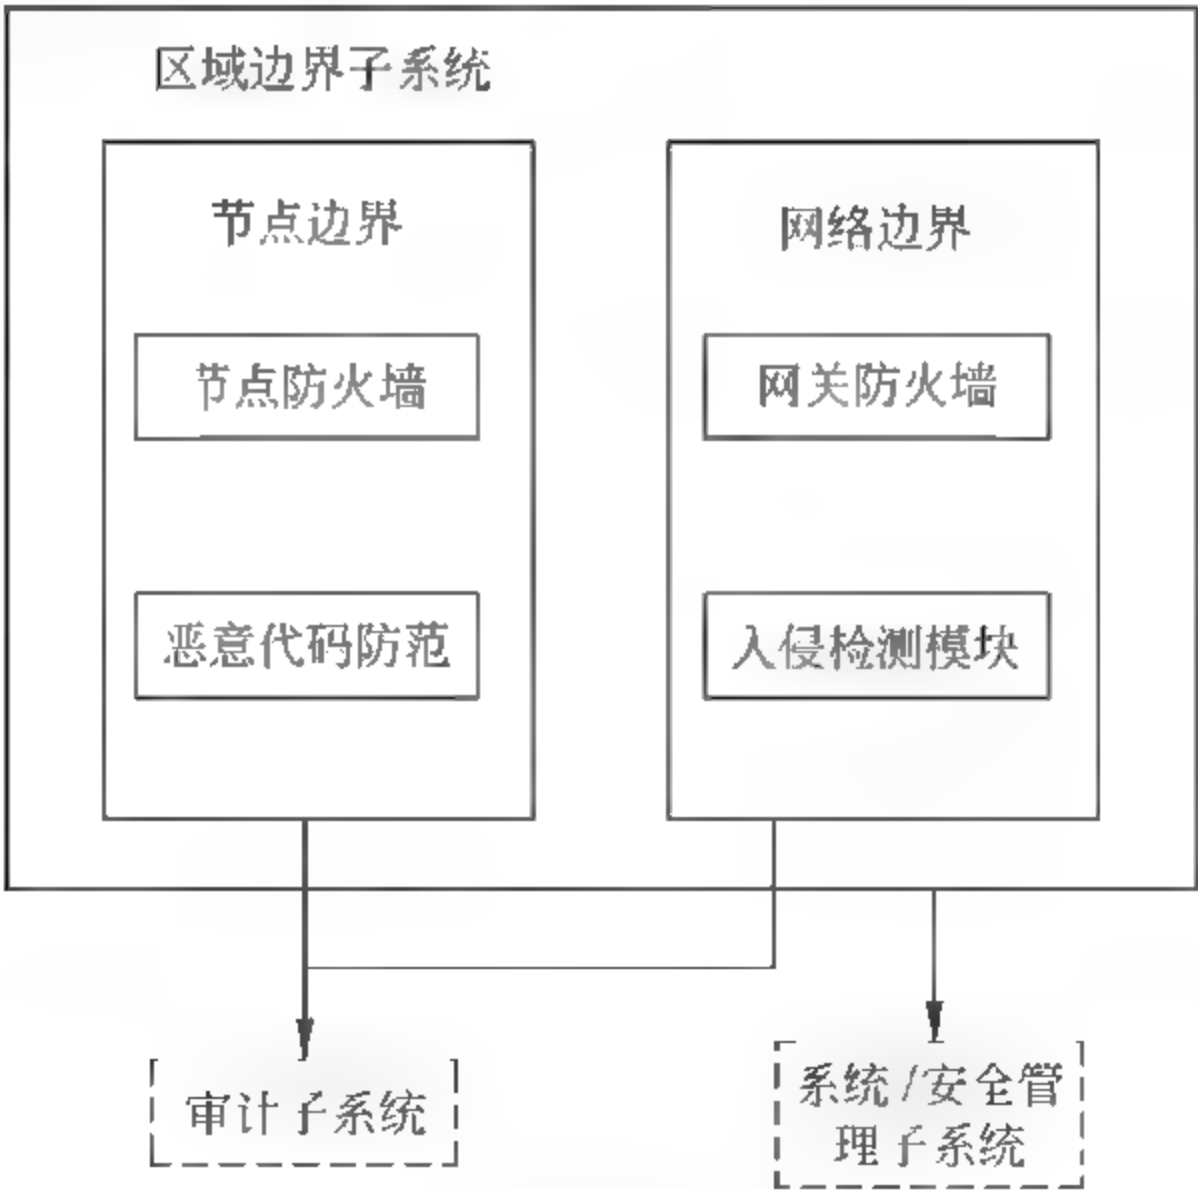 区域边界子系统
节点边界
节点防火墙
恶意代码防范
网络边界
网关防火墙
入侵检测模块
审计子系统
系统/安全管
理子系统